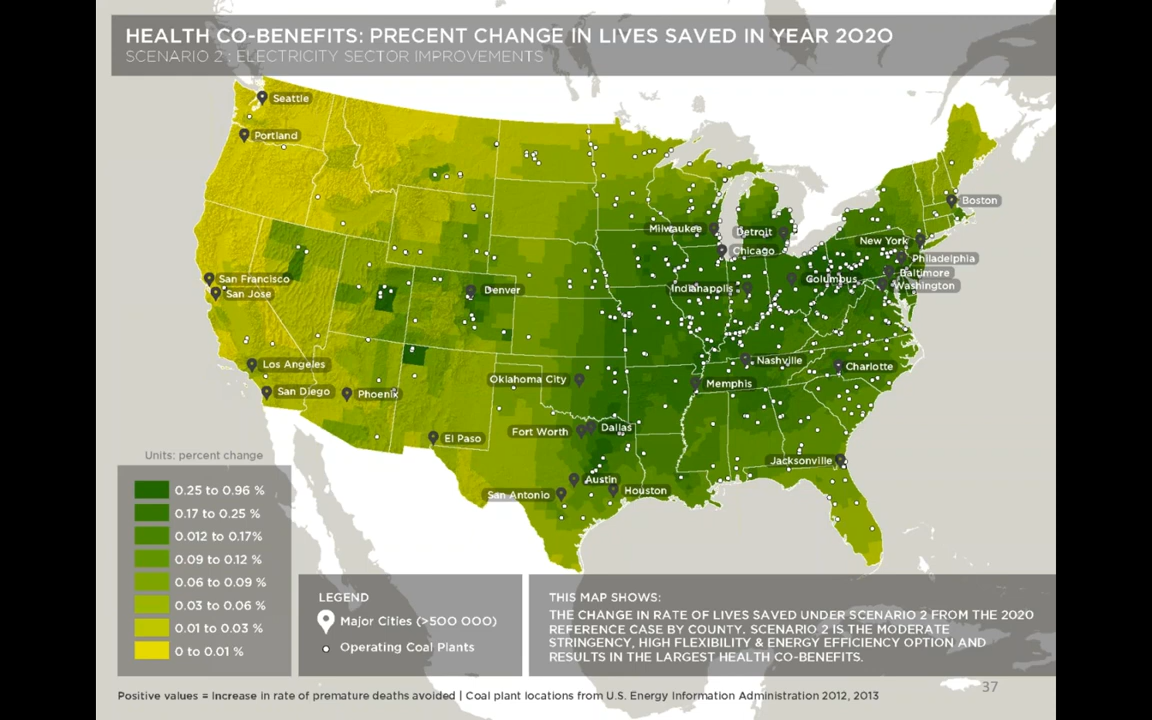 HEALTH CO-BENEFITS: PRECENT CHANGE IN LIVES SAVED IN YEAR 2020
SCENARIO 2 : ELECTRICITY SECTOR IMPROVEMENTS
Seattle
Portland
Boston
Milwaukee
Detroit
New York
Chicago
Philadelphia
San Francisco
Columbus
Baltimore
San Jose
Denver
Indianapolis
Washington
Los Angeles
Nashville
Charlotte
San Diego
Phoenix
Oklahoma City
Memphis
El Paso
Fort Worth
Dallas
Jacksonville
Austin
San Antonio
Houston
Units: percent change
0.25 to 0.96 %
0.17 to 0.25 %
0.012 to 0.17%
0.09 to 0.12 %
0.06 to 0.09 %
0.03 to 0.06 %
0.01 to 0.03 %
0 to 0.01 %
LEGEND
Major Cities (>500 000)
Operating Coal Plants
THIS MAP SHOWS:
THE CHANGE IN RATE OF LIVES SAVED UNDER SCENARIO 2 FROM THE 2020
REFERENCE CASE BY COUNTY. SCENARIO 2 IS THE MODERATE
STRINGENCY, HIGH FLEXIBILITY & ENERGY EFFICIENCY OPTION AND
RESULTS IN THE LARGEST HEALTH CO-BENEFITS.
37
Positive values = Increase in rate of premature deaths avoided | Coal plant locations from U.S. Energy Information Administration 2012, 2013